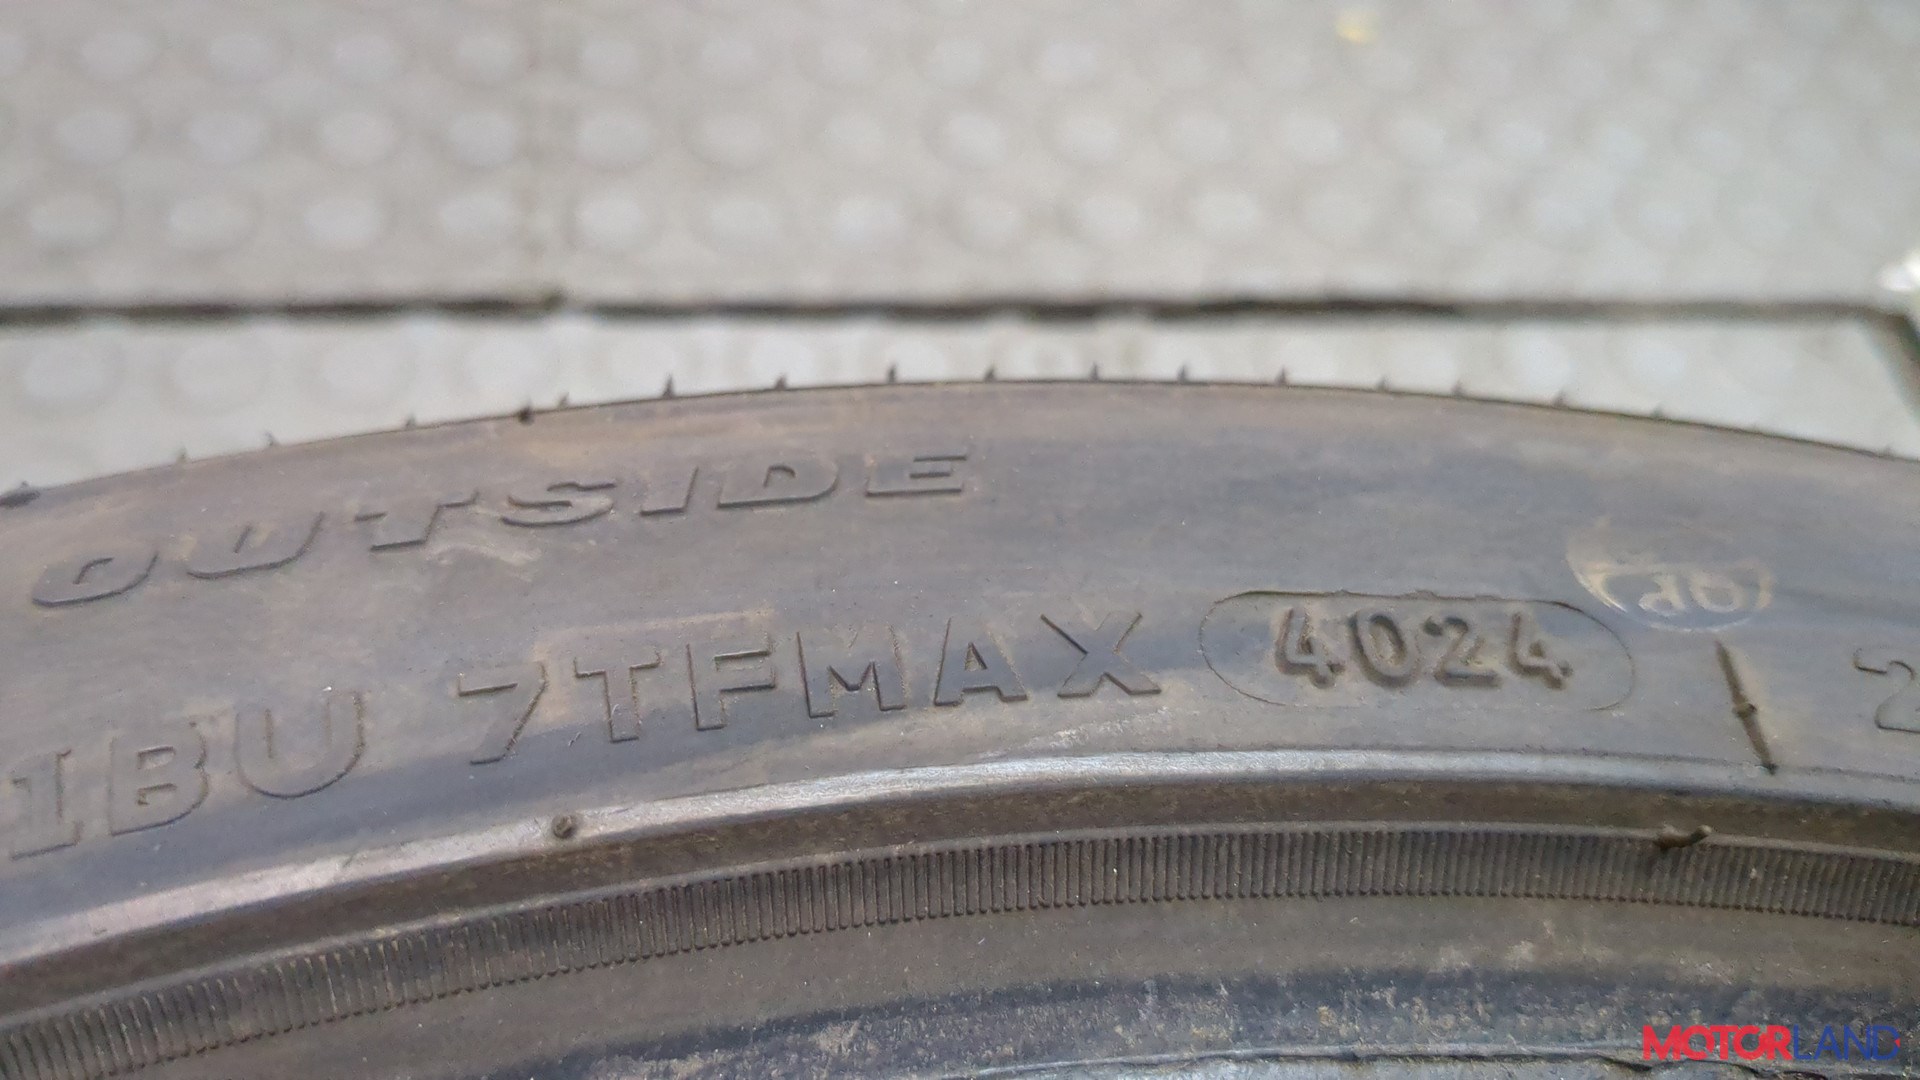 OUTSIDE
1BU 7TFMAX 4024
MOTORLAND